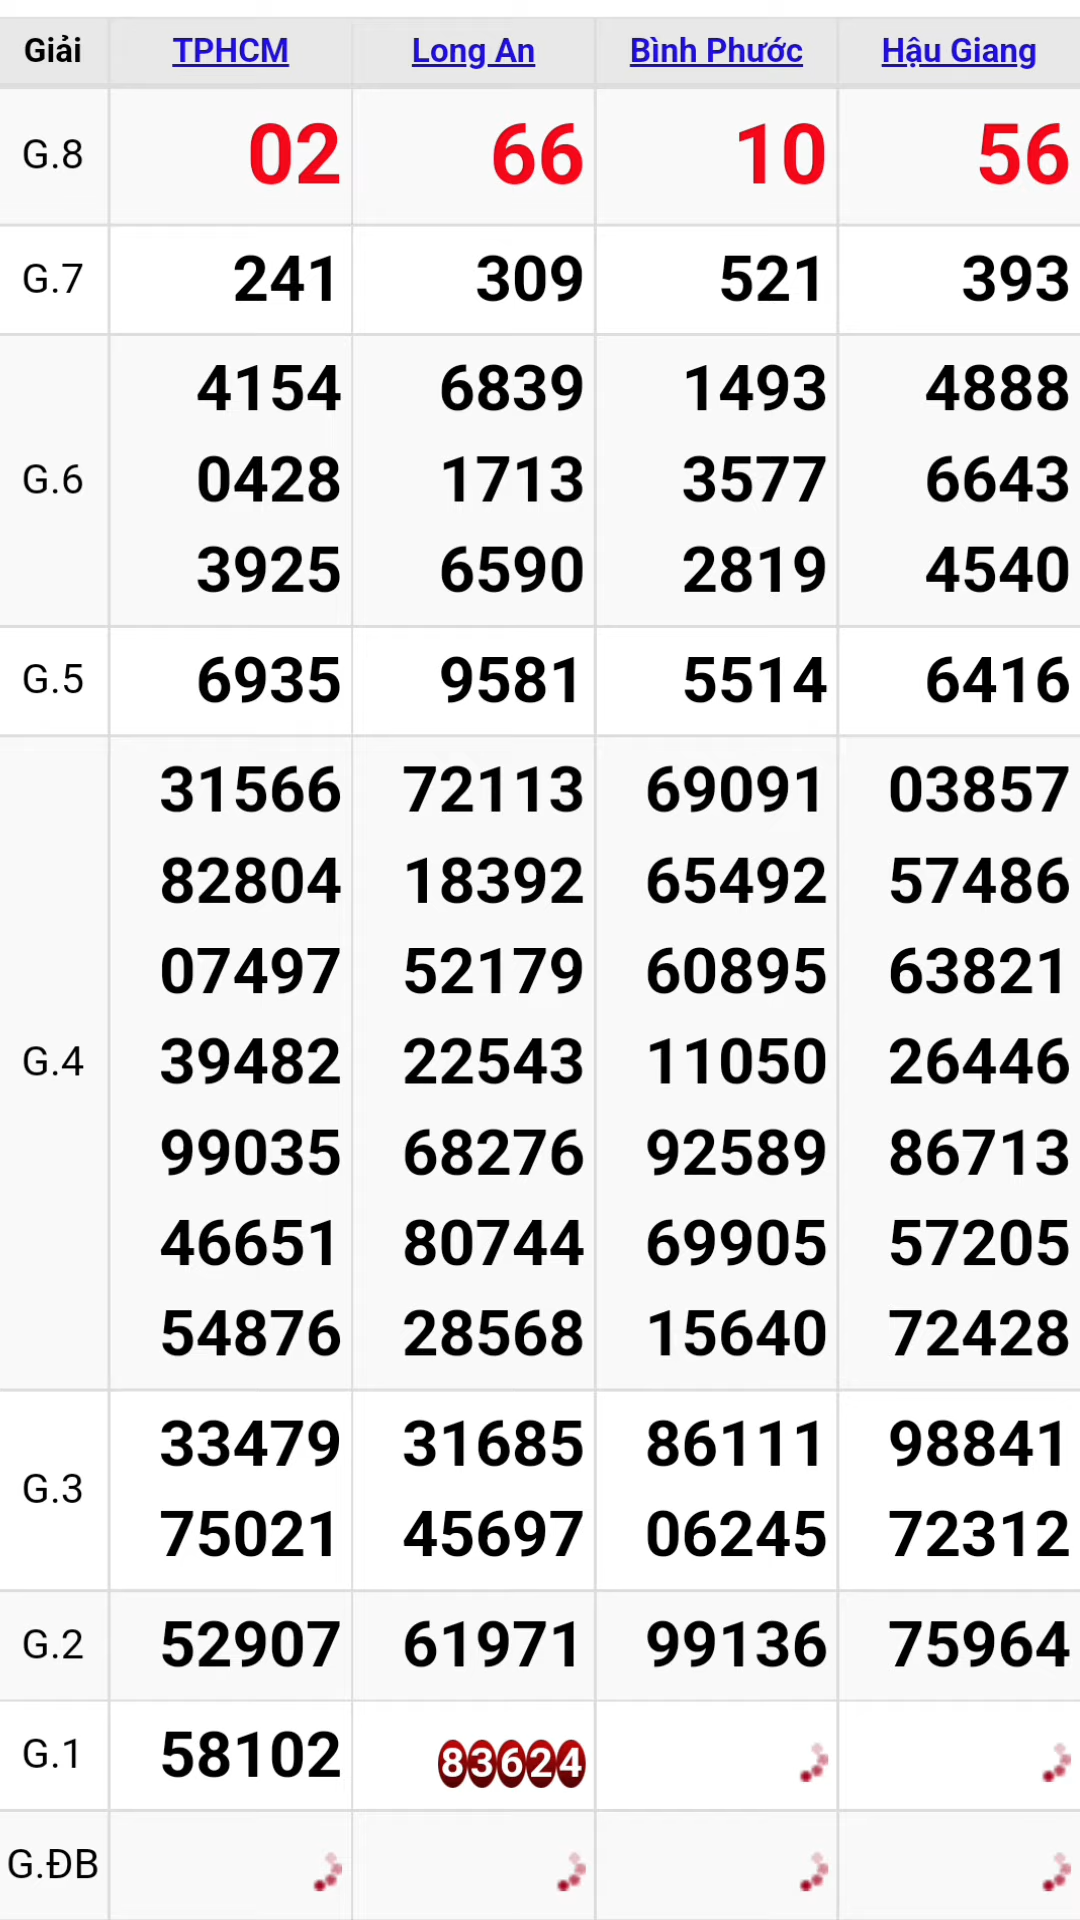 Giải TPHCM Long An Bình Phước Hậu Giang
G.8 02 66 10 56
G.7 241 309 521 393
4154 6839 1493 4888
G.6 0428 1713 3577 6643
3925 6590 2819 4540
G.5 6935 9581 5514 6416
31566 72113 69091 03857
82804 18392 65492 57486
07497 52179 60895 63821
G.4 39482 22543 11050 26446
99035 68276 92589 86713
46651 80744 69905 57205
54876 28568 15640 72428
G.3 33479 31685 86111 98841
75021 45697 06245 72312
G.2 52907 61971 99136 75964
G.1 58102 83624
G.ĐB